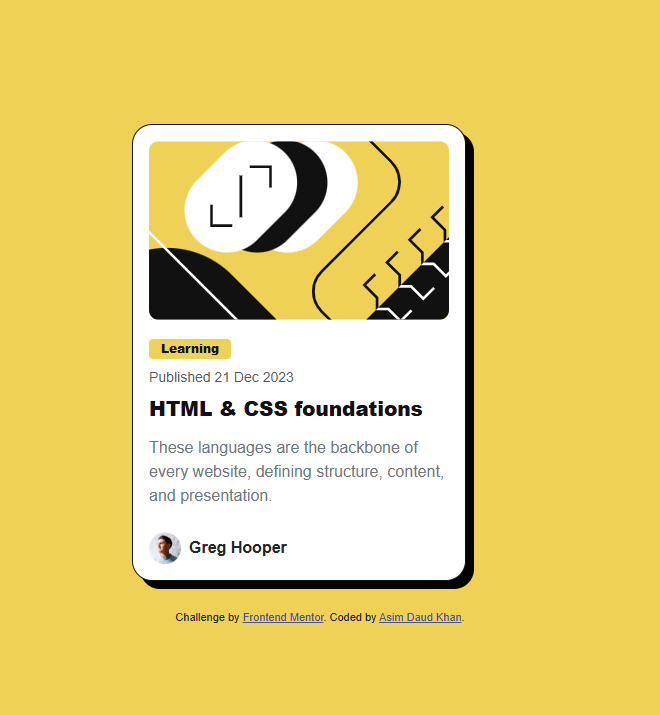 Learning
Published 21 Dec 2023
HTML & CSS foundations
These languages are the backbone of
every website, defining structure, content,
and presentation.
Greg Hooper
Challenge by Frontend Mentor. Coded by Asim Daud Khan.